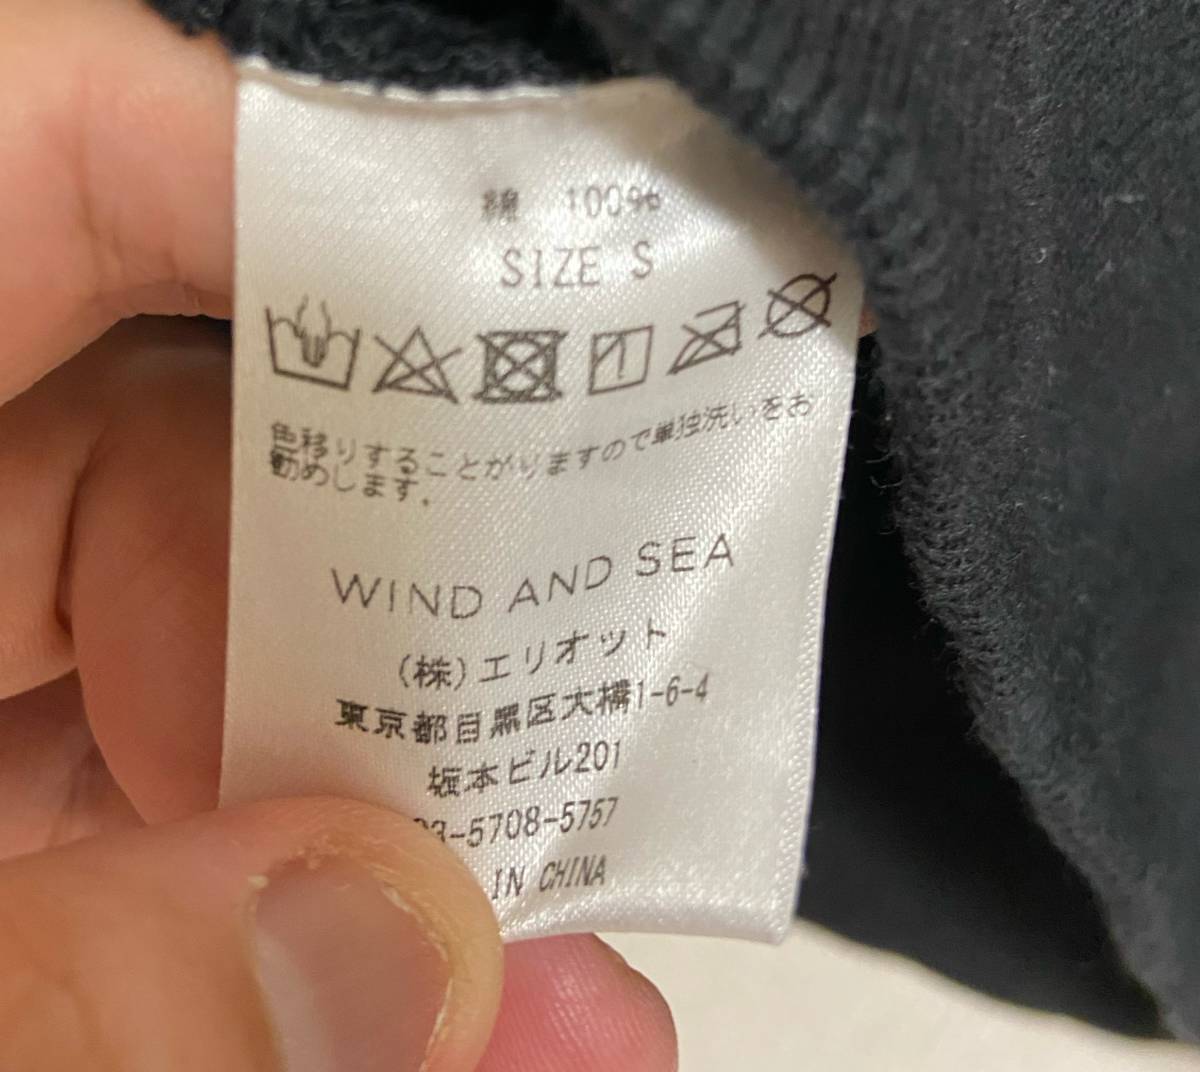 綿 100%
SIZE S
色移りすることがありますので単独洗いをお
勧めします.
WIND AND SEA
(株)エリオット
東京都目黒区大橋1-6-4
坂本ビル201
03-5708-5757
IN CHINA